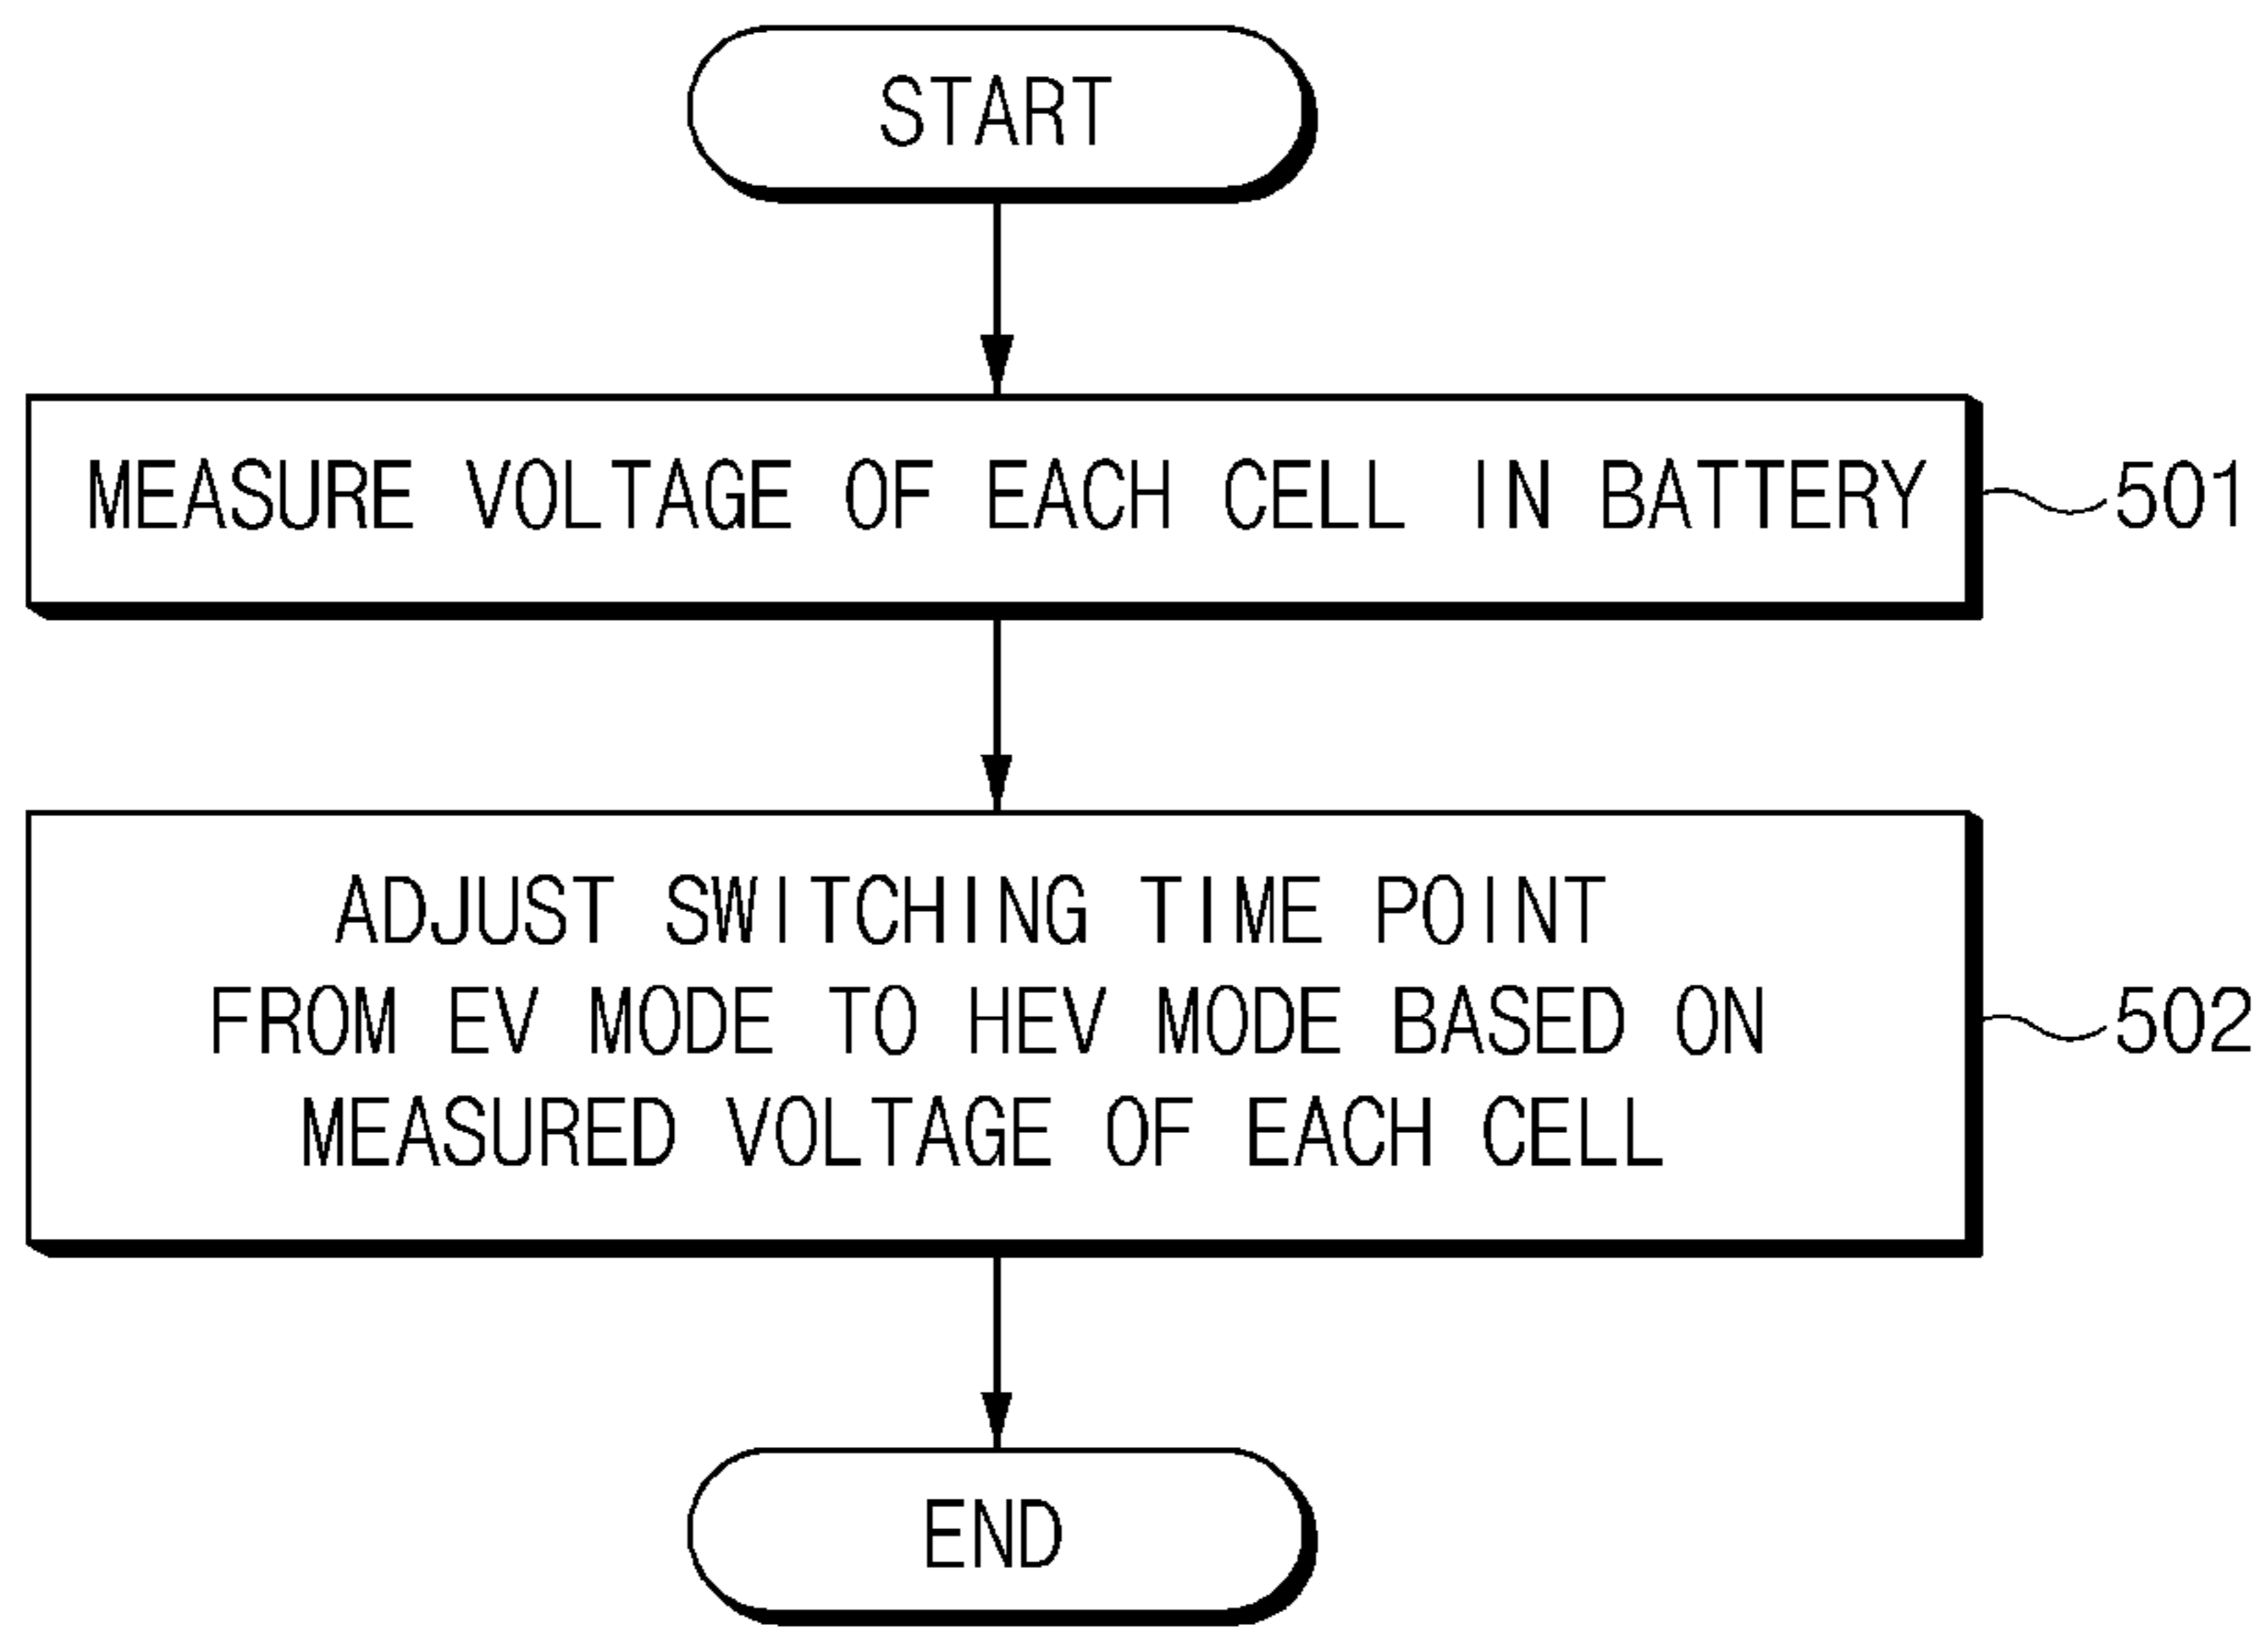 START
MEASURE VOLTAGE OF EACH CELL IN BATTERY
501
ADJUST SWITCHING TIME POINT
FROM EV MODE TO HEV MODE BASED ON
502
MEASURED VOLTAGE OF EACH CELL
END